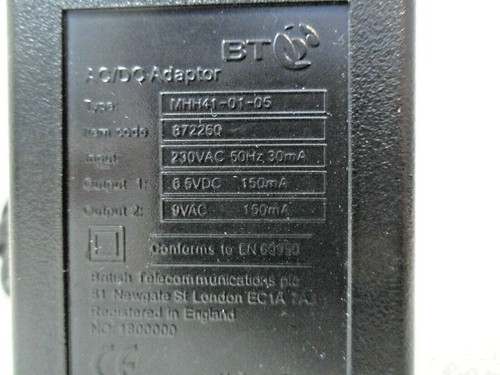 BT
AC/DC Adaptor
Type: MHH41-01-05
Item code: 872260
Input: 230VAC 50Hz 30mA
Output 1: 6.5VDC 150mA
Output 2: 9VAC 150mA
Conforms to EN
British Telecommunications plc
81 Newgate St London EC1A 7AJ
Registered in England
NO: 1800000
CE